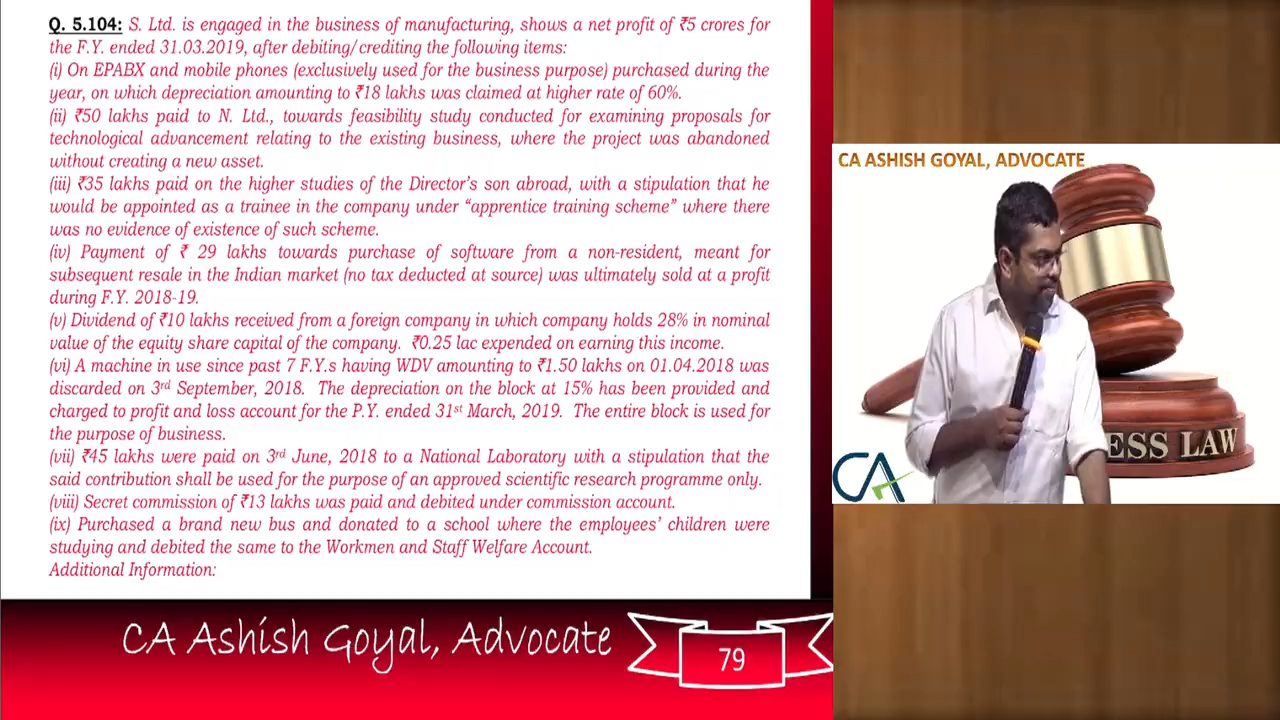 Q. 5.104: S. Ltd. is engaged in the business of manufacturing, shows a net profit of ₹5 crores for
the F.Y. ended 31.03.2019, after debiting/crediting the following items:
(i) On EPABX and mobile phones (exclusively used for the business purpose) purchased during the
year, on which depreciation amounting to ₹18 lakhs was claimed at higher rate of 60%.
(ii) ₹50 lakhs paid to N. Ltd., towards feasibility study conducted for examining proposals for
technological advancement relating to the existing business, where the project was abandoned
without creating a new asset.
(iii) ₹35 lakhs paid on the higher studies of the Director's son abroad, with a stipulation that he
would be appointed as a trainee in the company under "apprentice training scheme" where there
was no evidence of existence of such scheme.
(iv) Payment of ₹ 29 lakhs towards purchase of software from a non-resident, meant for
subsequent resale in the Indian market (no tax deducted at source) was ultimately sold at a profit
during F.Y. 2018-19.
(v) Dividend of ₹10 lakhs received from a foreign company in which company holds 28% in nominal
value of the equity share capital of the company. ₹0.25 lac expended on earning this income.
(vi) A machine in use since past 7 F.Y.s having WDV amounting to ₹1.50 lakhs on 01.04.2018 was
discarded on 3rd September, 2018. The depreciation on the block at 15% has been provided and
charged to profit and loss account for the P.Y. ended 31st March, 2019. The entire block is used for
the purpose of business.
(vii) ₹45 lakhs were paid on 3rd June, 2018 to a National Laboratory with a stipulation that the
said contribution shall be used for the purpose of an approved scientific research programme only.
(viii) Secret commission of ₹13 lakhs was paid and debited under commission account.
(ix) Purchased a brand new bus and donated to a school where the employees' children were
studying and debited the same to the Workmen and Staff Welfare Account.
Additional Information:
CA Ashish Goyal, Advocate
79
CA ASHISH GOYAL, ADVOCATE
ESS LAW
CA